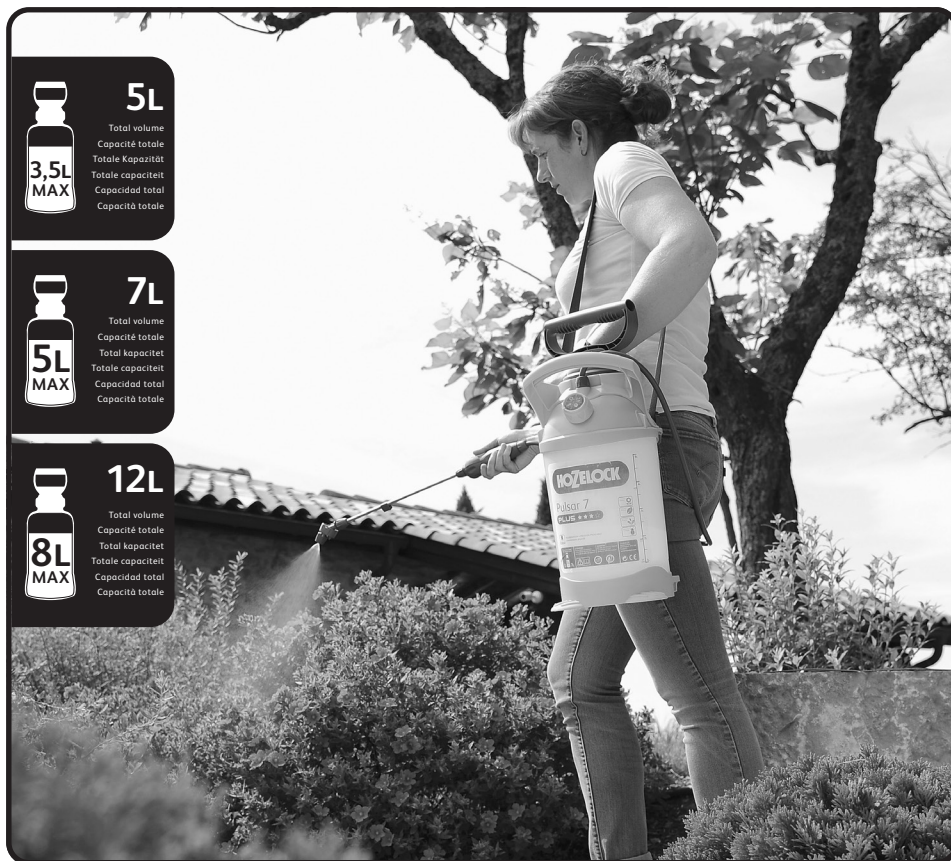 5L
Total volume
Capacité totale
Totale Kapazität
Totale capaciteit
Capacidad total
Capacità totale
3,5L
MAX
7L
Total volume
Capacité totale
Total kapacitet
Totale capaciteit
Capacidad total
Capacità totale
5L
MAX
12L
Total volume
Capacité totale
Total kapacitet
Totale capaciteit
Capacidad total
Capacità totale
8L
MAX
HOZELOCK
Pulsar 7
PLUS